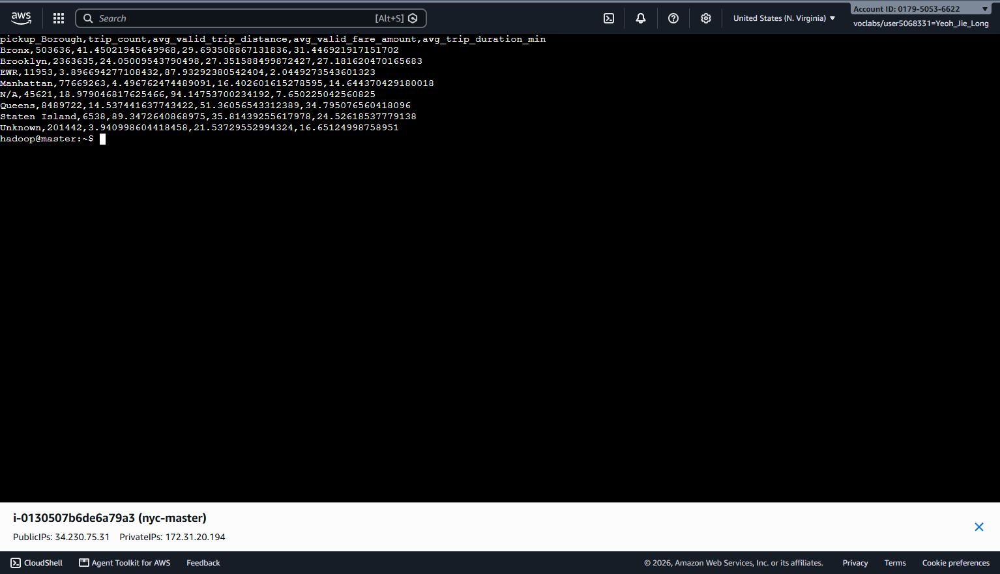 aws
Search [Alt+S]
United States (N. Virginia)
Account ID: 0179-5053-6622
voclabs/user5068331=Yeoh_Jie_Long
pickup_Borough,trip_count,avg_valid_trip_distance,avg_valid_fare_amount,avg_trip_duration_min
Bronx,503636,41.45021945649968,29.693508867131836,31.446921917151702
Brooklyn,2363635,24.05009543790498,27.351588499872427,27.181620470165683
EWR,11953,3.896694277108432,87.93292380542404,2.0449273543601323
Manhattan,77669263,4.496762474489091,16.402601615278595,14.644370429180018
N/A,45621,18.979046817625466,94.14753700234192,7.650225042560825
Queens,8489722,14.537441637743422,51.36056543312389,34.795076560418096
Staten Island,6538,89.3472640868975,35.81439255617978,24.52618537779138
Unknown,201442,3.940998604418458,21.53729552994324,16.65124998758951
hadoop@master:~$
i-0130507b6de6a79a3 (nyc-master)
PublicIPs: 34.230.75.31 PrivateIPs: 172.31.20.194
CloudShell Agent Toolkit for AWS Feedback © 2026, Amazon Web Services, Inc. or its affiliates. Privacy Terms Cookie preferences